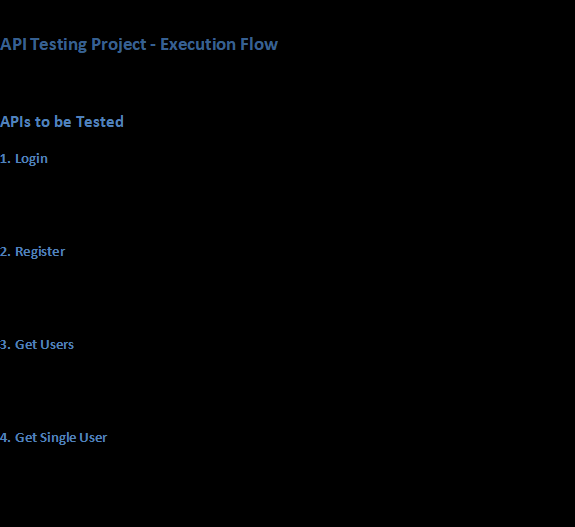 API Testing Project - Execution Flow
APIs to be Tested
1. Login
2. Register
3. Get Users
4. Get Single User